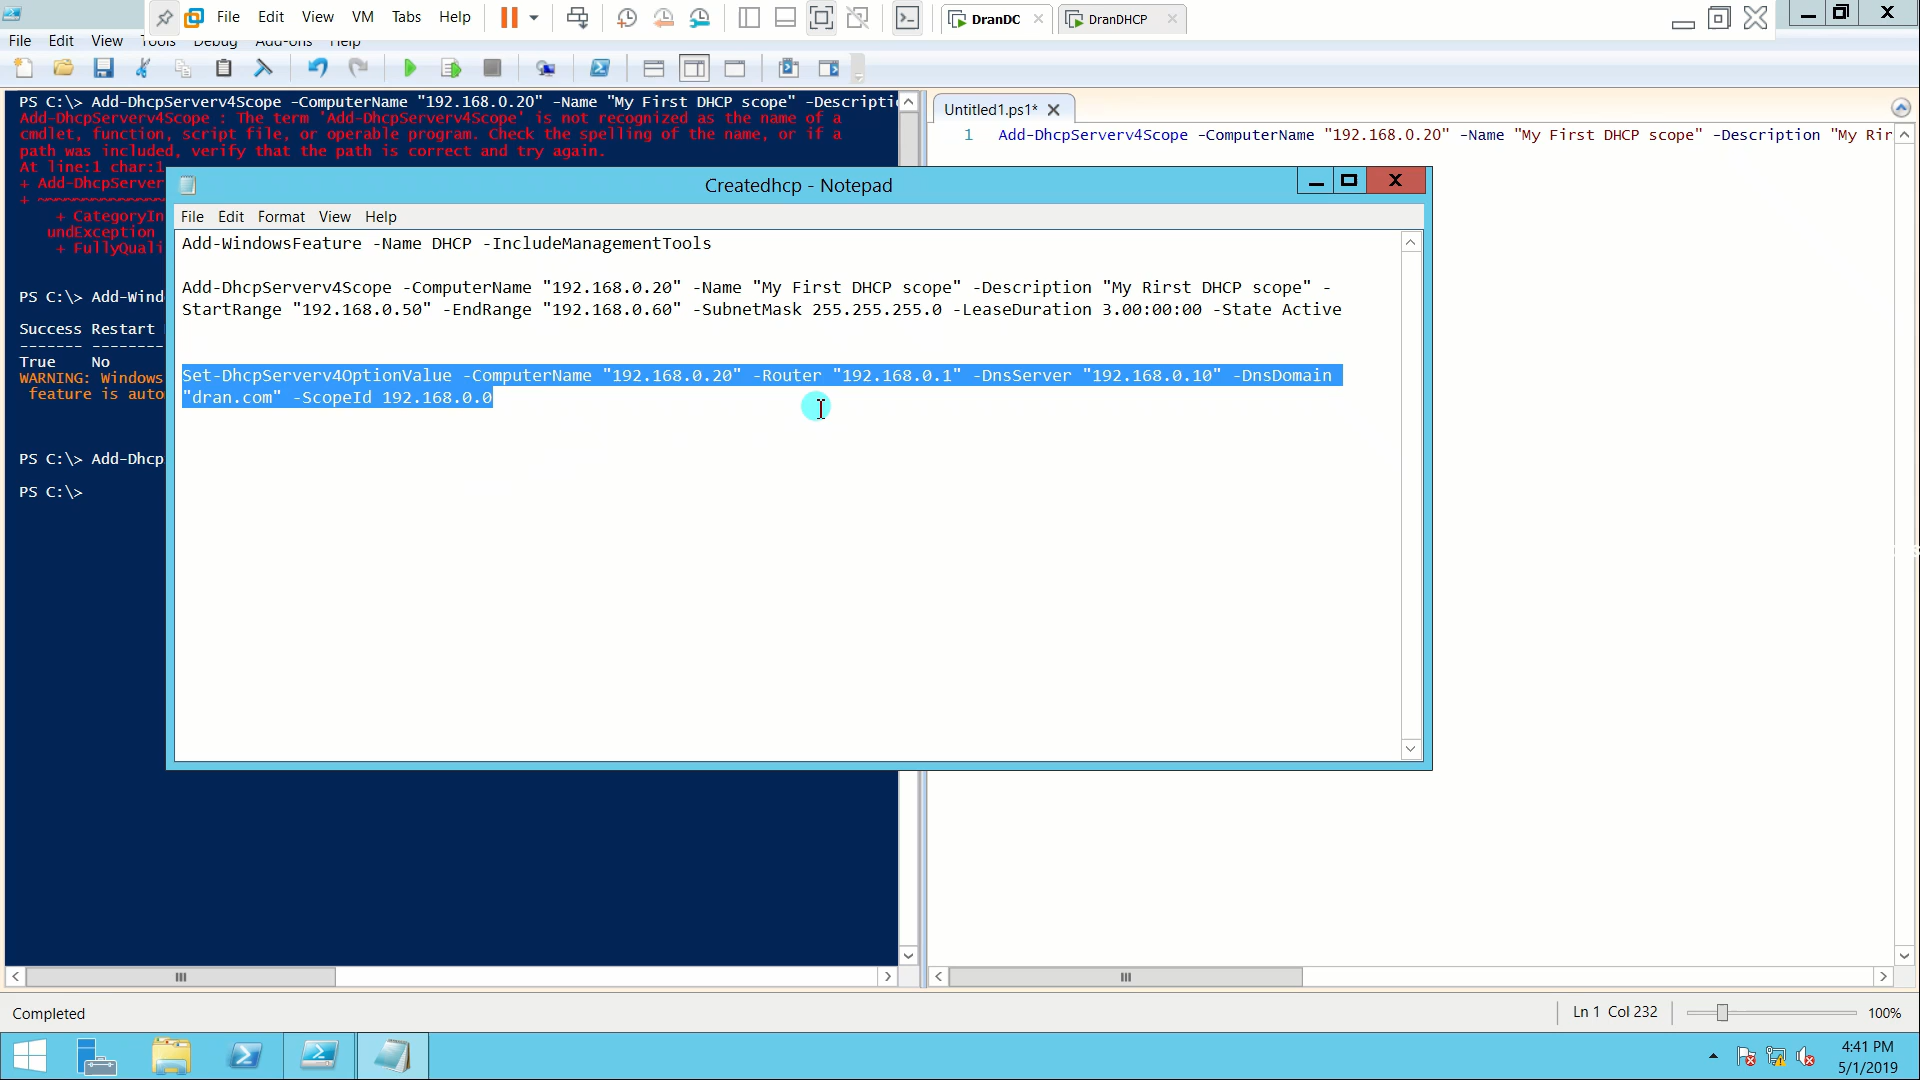 File Edit View VM Tabs Help
DranDC
DranDHCP
File Edit View Tools Debug Add-ons Help
PS C:\> Add-DhcpServerv4Scope -ComputerName "192.168.0.20" -Name "My First DHCP scope" -Descripti
Add-DhcpServerv4Scope : The term 'Add-DhcpServerv4Scope' is not recognized as the name of a
cmdlet, function, script file, or operable program. Check the spelling of the name, or if a
path was included, verify that the path is correct and try again.
At line:1 char:1
+ Add-DhcpServer
+ ~~~~~~~~~~~~~~
+ CategoryIn
undException
+ FullyQuali
PS C:\> Add-Wind
Success Restart
------- --------
True No
WARNING: Windows
feature is auto
PS C:\> Add-Dhcp
PS C:\>
Untitled1.ps1*
1 Add-DhcpServerv4Scope -ComputerName "192.168.0.20" -Name "My First DHCP scope" -Description "My Rir
Createdhcp - Notepad
File Edit Format View Help
Add-WindowsFeature -Name DHCP -IncludeManagementTools
Add-DhcpServerv4Scope -ComputerName "192.168.0.20" -Name "My First DHCP scope" -Description "My Rirst DHCP scope" -
StartRange "192.168.0.50" -EndRange "192.168.0.60" -SubnetMask 255.255.255.0 -LeaseDuration 3.00:00:00 -State Active
Set-DhcpServerv4OptionValue -ComputerName "192.168.0.20" -Router "192.168.0.1" -DnsServer "192.168.0.10" -DnsDomain
"dran.com" -ScopeId 192.168.0.0
Completed
Ln 1 Col 232
100%
4:41 PM
5/1/2019